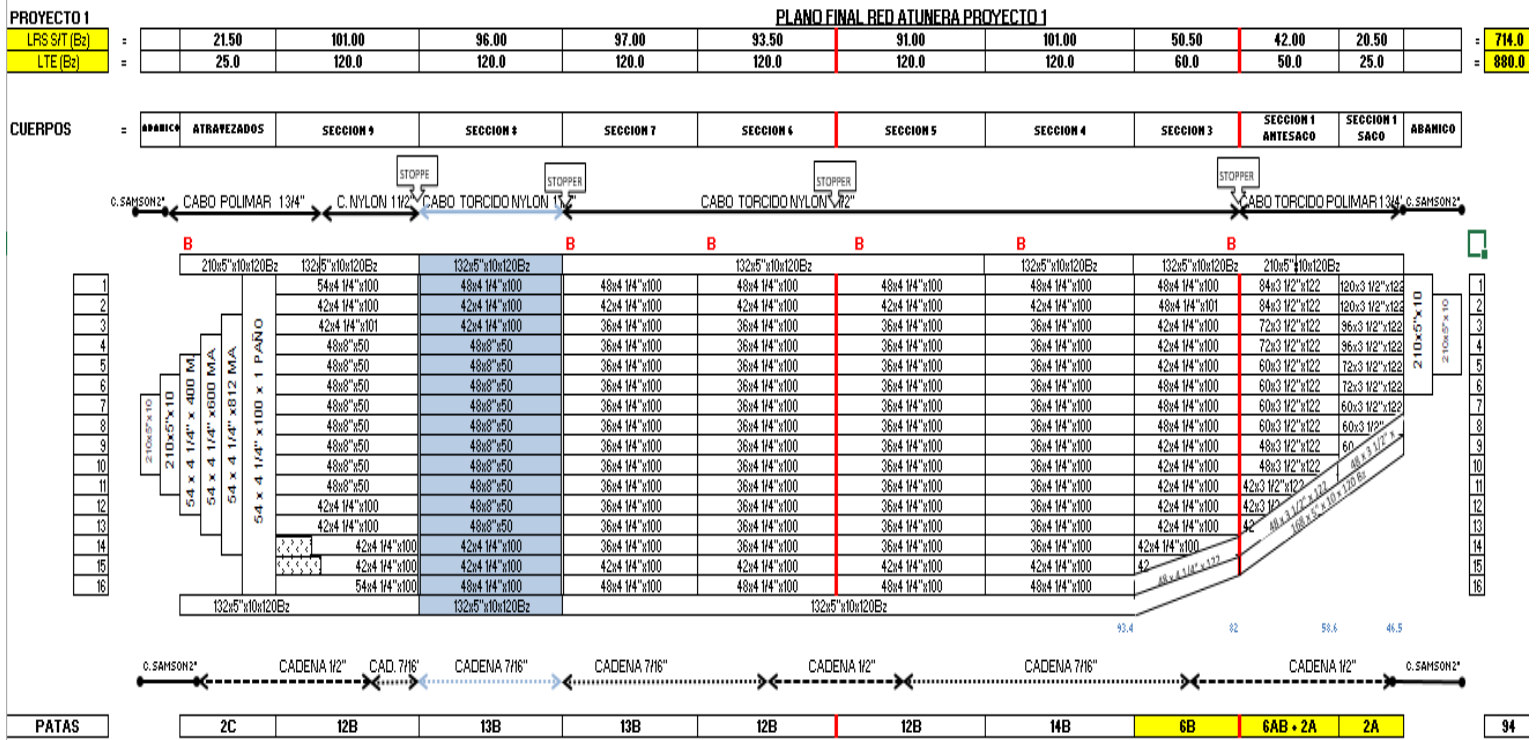 PROYECTO 1 PLANO FINAL RED ATUNERA PROYECTO 1
LRS S/T (Bz) = 21.50 101.00 96.00 97.00 93.50 91.00 101.00 50.50 42.00 20.50 = 714.0
LTE (Bz) = 25.0 120.0 120.0 120.0 120.0 120.0 120.0 60.0 50.0 25.0 = 880.0
CUERPOS = ABANICO ATRAVEZADOS SECCION 9 SECCION 8 SECCION 7 SECCION 6 SECCION 5 SECCION 4 SECCION 3 SECCION 1 ANTESACO SECCION 1 SACO ABANICO
STOPPE STOPPER STOPPER STOPPER
C.SAMSON2" CABO POLIMAR 13/4" C. NYLON 11/2" CABO TORCIDO NYLON 1 2" CABO TORCIDO NYLON 1/2" CABO TORCIDO POLIMAR 13/4" C.SAMSON2"
B B B B B B
210x5"x10x120Bz 132x5"x10x120Bz 132x5"x10x120Bz 132x5"x10x120Bz 132x5"x10x120Bz 132x5"x10x120Bz 210x5"x10x120Bz
1 54x4 1/4"x100 48x4 1/4"x100 48x4 1/4"x100 48x4 1/4"x100 48x4 1/4"x100 48x4 1/4"x100 48x4 1/4"x100 84x3 1/2"x122 120x3 1/2"x122 1
2 42x4 1/4"x100 42x4 1/4"x100 42x4 1/4"x100 42x4 1/4"x100 42x4 1/4"x100 42x4 1/4"x100 48x4 1/4"x101 84x3 1/2"x122 120x3 1/2"x122 2
3 42x4 1/4"x101 42x4 1/4"x100 36x4 1/4"x100 36x4 1/4"x100 36x4 1/4"x100 36x4 1/4"x100 42x4 1/4"x100 72x3 1/2"x122 96x3 1/2"x122 3
4 48x8"x50 48x8"x50 36x4 1/4"x100 36x4 1/4"x100 36x4 1/4"x100 36x4 1/4"x100 42x4 1/4"x100 72x3 1/2"x122 96x3 1/2"x122 4
5 48x8"x50 48x8"x50 36x4 1/4"x100 36x4 1/4"x100 36x4 1/4"x100 36x4 1/4"x100 42x4 1/4"x100 60x3 1/2"x122 72x3 1/2"x122 5
6 48x8"x50 48x8"x50 36x4 1/4"x100 36x4 1/4"x100 36x4 1/4"x100 36x4 1/4"x100 48x4 1/4"x100 60x3 1/2"x122 72x3 1/2"x122 6
7 48x8"x50 48x8"x50 36x4 1/4"x100 36x4 1/4"x100 36x4 1/4"x100 36x4 1/4"x100 48x4 1/4"x100 60x3 1/2"x122 60x3 1/2"x122 7
8 48x8"x50 48x8"x50 36x4 1/4"x100 36x4 1/4"x100 36x4 1/4"x100 36x4 1/4"x100 48x4 1/4"x100 60x3 1/2"x122 60x3 1/2" 8
9 48x8"x50 48x8"x50 36x4 1/4"x100 36x4 1/4"x100 36x4 1/4"x100 36x4 1/4"x100 42x4 1/4"x100 48x3 1/2"x122 60 9
10 48x8"x50 48x8"x50 36x4 1/4"x100 36x4 1/4"x100 36x4 1/4"x100 36x4 1/4"x100 42x4 1/4"x100 48x3 1/2"x122 10
11 48x8"x50 48x8"x50 36x4 1/4"x100 36x4 1/4"x100 36x4 1/4"x100 36x4 1/4"x100 42x4 1/4"x100 42x3 1/2"x122 11
12 42x4 1/4"x100 48x8"x50 36x4 1/4"x100 36x4 1/4"x100 36x4 1/4"x100 36x4 1/4"x100 42x4 1/4"x100 42x3 1/2 12
13 42x4 1/4"x100 48x8"x50 36x4 1/4"x100 36x4 1/4"x100 36x4 1/4"x100 36x4 1/4"x100 42x4 1/4"x100 42 13
14 42x4 1/4"x100 42x4 1/4"x100 36x4 1/4"x100 36x4 1/4"x100 36x4 1/4"x100 36x4 1/4"x100 42x4 1/4"x100 14
15 42x4 1/4"x100 42x4 1/4"x100 42x4 1/4"x100 42x4 1/4"x100 42x4 1/4"x100 42x4 1/4"x100 42 15
16 54x4 1/4"x100 48x4 1/4"x100 48x4 1/4"x100 48x4 1/4"x100 48x4 1/4"x100 48x4 1/4"x100 16
210x5"x10
210x5"x10
54 x 4 1/4" x 400 M
54 x 4 1/4" x600 MA
54 x 4 1/4" x812 MA
54 x 4 1/4" x100 x 1 PAÑO
210x5"x10
210x5"x10
48 x 3 1/2" x
48 x 3 1/2" x 122
168 x 5" x 10 x 120 Bz
48 x 4 1/4" x 122
132x5"x10x120Bz 132x5"x10x120Bz 132x5"x10x120Bz
93.4 82 58.6 46.5
C.SAMSON2" CADENA 1/2" CAD. 7/16" CADENA 7/16" CADENA 7/16" CADENA 1/2" CADENA 7/16" CADENA 1/2" C.SAMSON2"
PATAS 2C 12B 13B 13B 12B 12B 14B 6B 6AB + 2A 2A 94